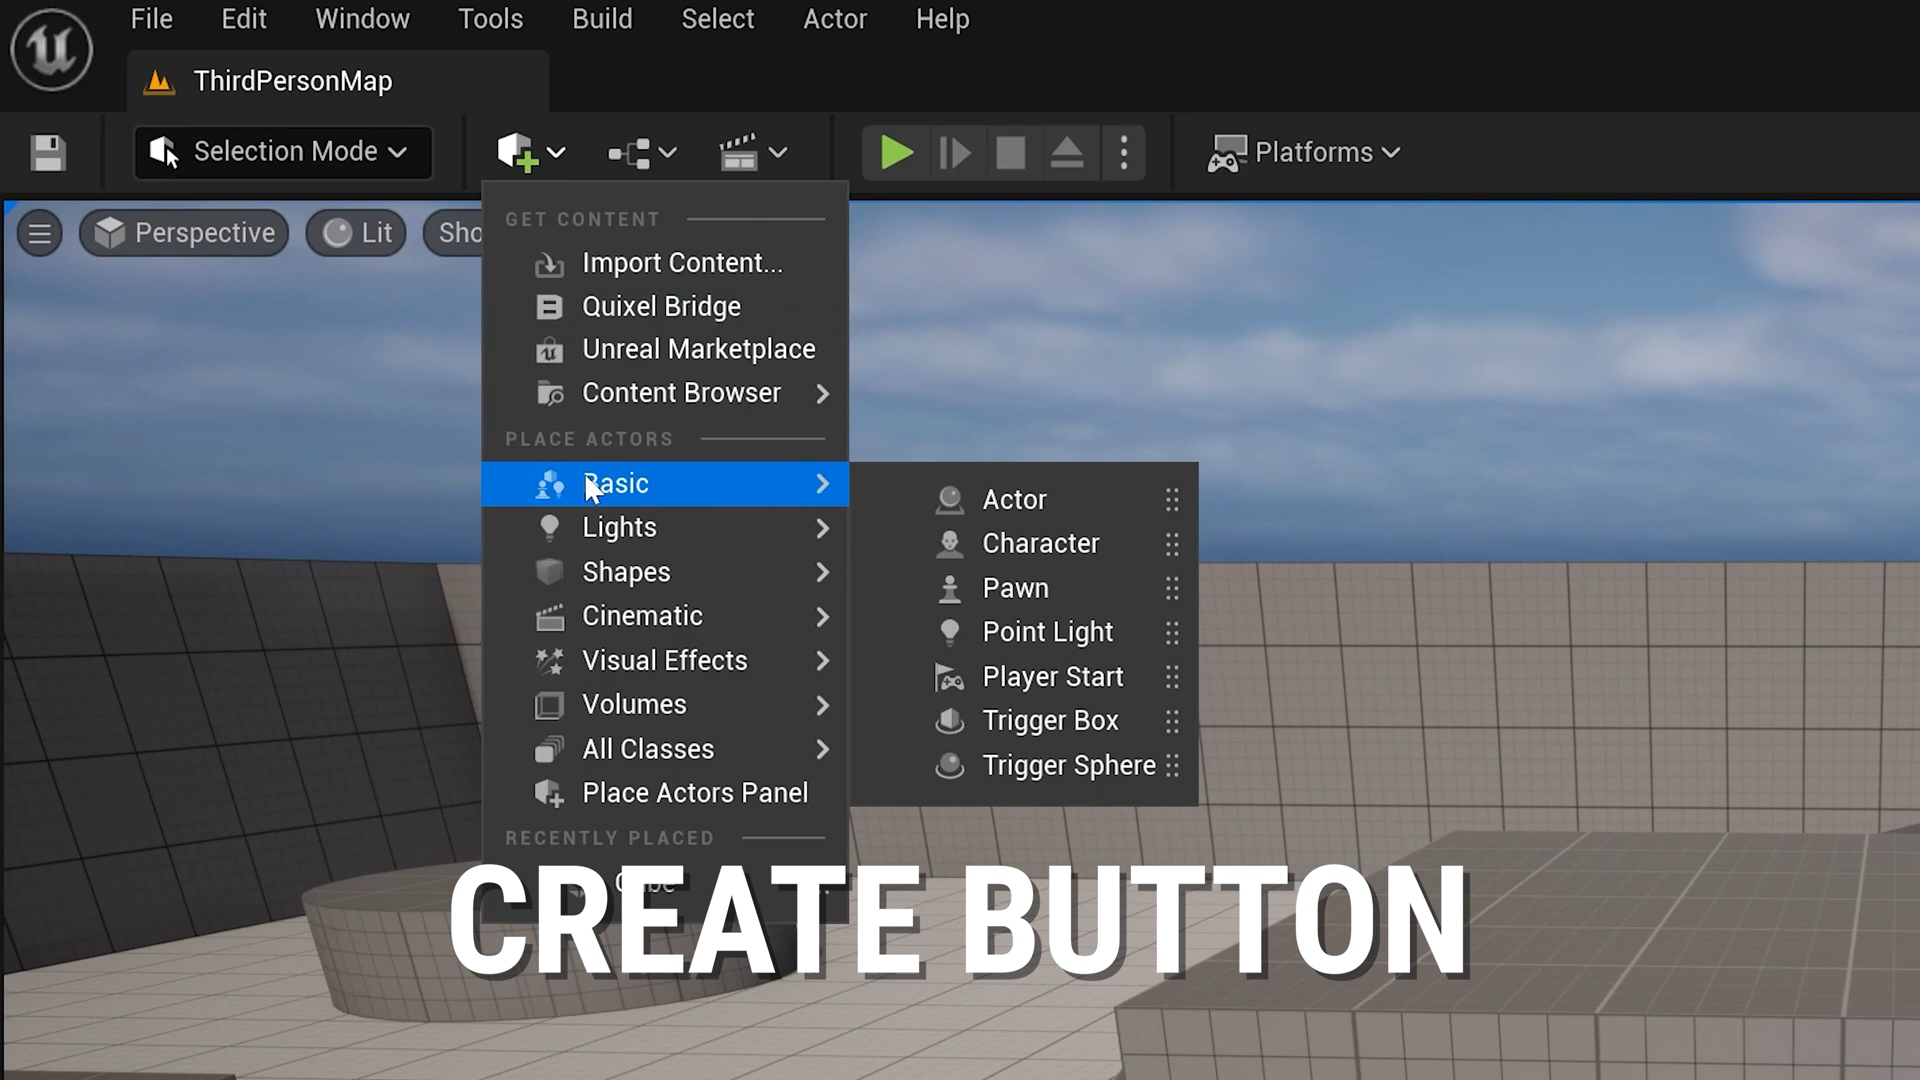 File Edit Window Tools Build Select Actor Help
ThirdPersonMap
Selection Mode
Platforms
Perspective Lit Sho
GET CONTENT
Import Content...
Quixel Bridge
Unreal Marketplace
Content Browser
PLACE ACTORS
Basic
Lights
Shapes
Cinematic
Visual Effects
Volumes
All Classes
Place Actors Panel
RECENTLY PLACED
Cube
Actor
Character
Pawn
Point Light
Player Start
Trigger Box
Trigger Sphere
CREATE BUTTON